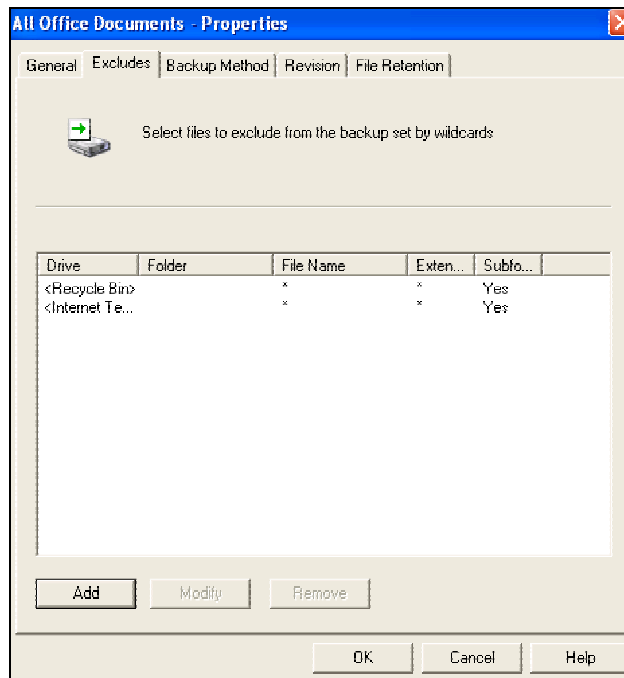 All Office Documents - Properties
General Excludes Backup Method Revision File Retention
Select files to exclude from the backup set by wildcards
Drive Folder File Name Exten... Subfo...
<Recycle Bin> * * Yes
<Internet Te... * * Yes
Add Modify Remove
OK Cancel Help